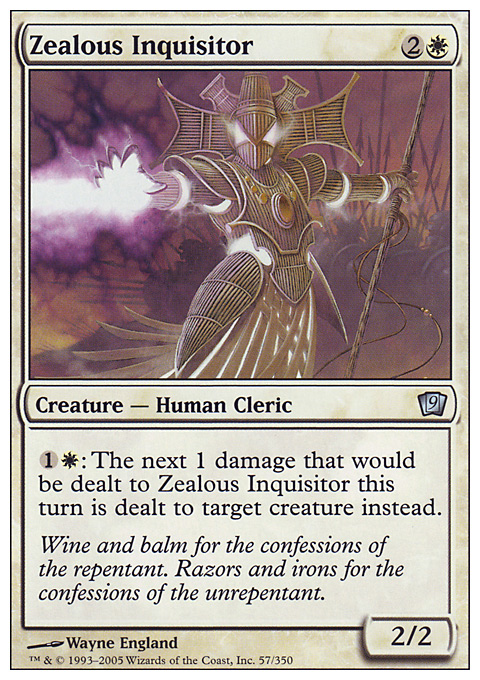 Zealous Inquisitor 2
Creature — Human Cleric 9
1 : The next 1 damage that would
be dealt to Zealous Inquisitor this
turn is dealt to target creature instead.
Wine and balm for the confessions of
the repentant. Razors and irons for the
confessions of the unrepentant.
Wayne England
2/2
™ & © 1993–2005 Wizards of the Coast, Inc. 57/350